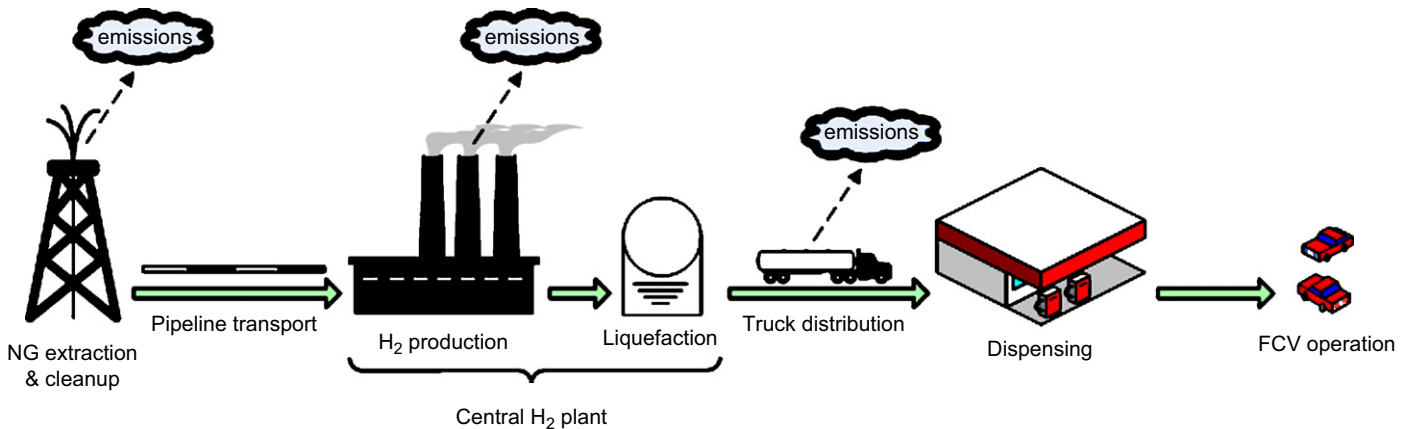 emissions
emissions
emissions
Pipeline transport
NG extraction
& cleanup
H₂ production
Liquefaction
Truck distribution
Dispensing
FCV operation
Central H₂ plant